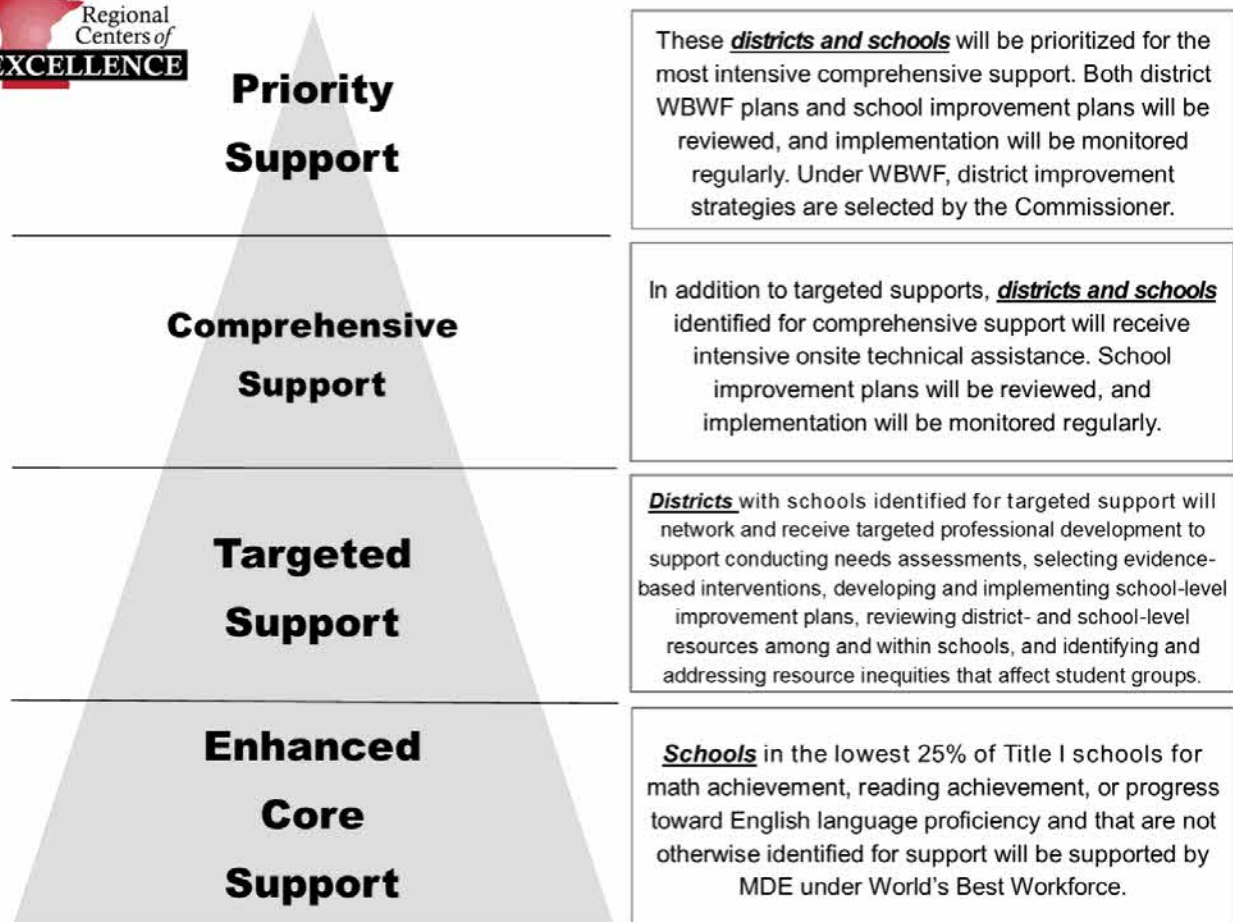 Regional
Centers of
EXCELLENCE
Priority
Support
These districts and schools will be prioritized for the
most intensive comprehensive support. Both district
WBWF plans and school improvement plans will be
reviewed, and implementation will be monitored
regularly. Under WBWF, district improvement
strategies are selected by the Commissioner.
Comprehensive
Support
In addition to targeted supports, districts and schools
identified for comprehensive support will receive
intensive onsite technical assistance. School
improvement plans will be reviewed, and
implementation will be monitored regularly.
Targeted
Support
Districts with schools identified for targeted support will
network and receive targeted professional development to
support conducting needs assessments, selecting evidence-
based interventions, developing and implementing school-level
improvement plans, reviewing district- and school-level
resources among and within schools, and identifying and
addressing resource inequities that affect student groups.
Enhanced
Core
Support
Schools in the lowest 25% of Title I schools for
math achievement, reading achievement, or progress
toward English language proficiency and that are not
otherwise identified for support will be supported by
MDE under World's Best Workforce.